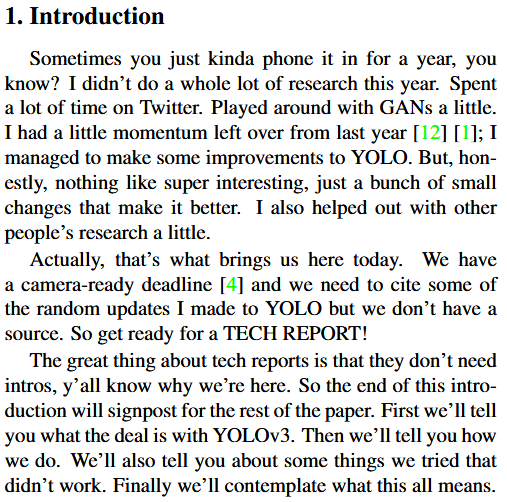 1. Introduction
Sometimes you just kinda phone it in for a year, you
know? I didn't do a whole lot of research this year. Spent
a lot of time on Twitter. Played around with GANs a little.
I had a little momentum left over from last year [12] [1]; I
managed to make some improvements to YOLO. But, hon-
estly, nothing like super interesting, just a bunch of small
changes that make it better. I also helped out with other
people's research a little.
Actually, that's what brings us here today. We have
a camera-ready deadline [4] and we need to cite some of
the random updates I made to YOLO but we don't have a
source. So get ready for a TECH REPORT!
The great thing about tech reports is that they don't need
intros, y'all know why we're here. So the end of this intro-
duction will signpost for the rest of the paper. First we'll tell
you what the deal is with YOLOv3. Then we'll tell you how
we do. We'll also tell you about some things we tried that
didn't work. Finally we'll contemplate what this all means.